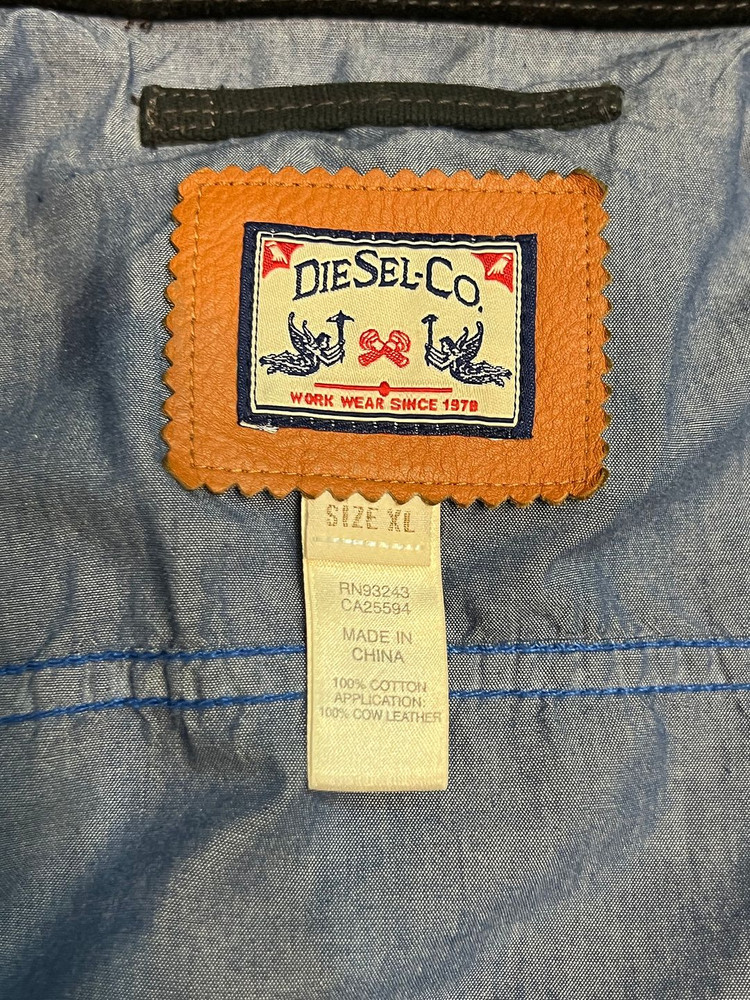 DIESEL-CO.
WORK WEAR SINCE 1978
SIZE XL
RN93243
CA25594
MADE IN
CHINA
100% COTTON
APPLICATION:
100% COW LEATHER